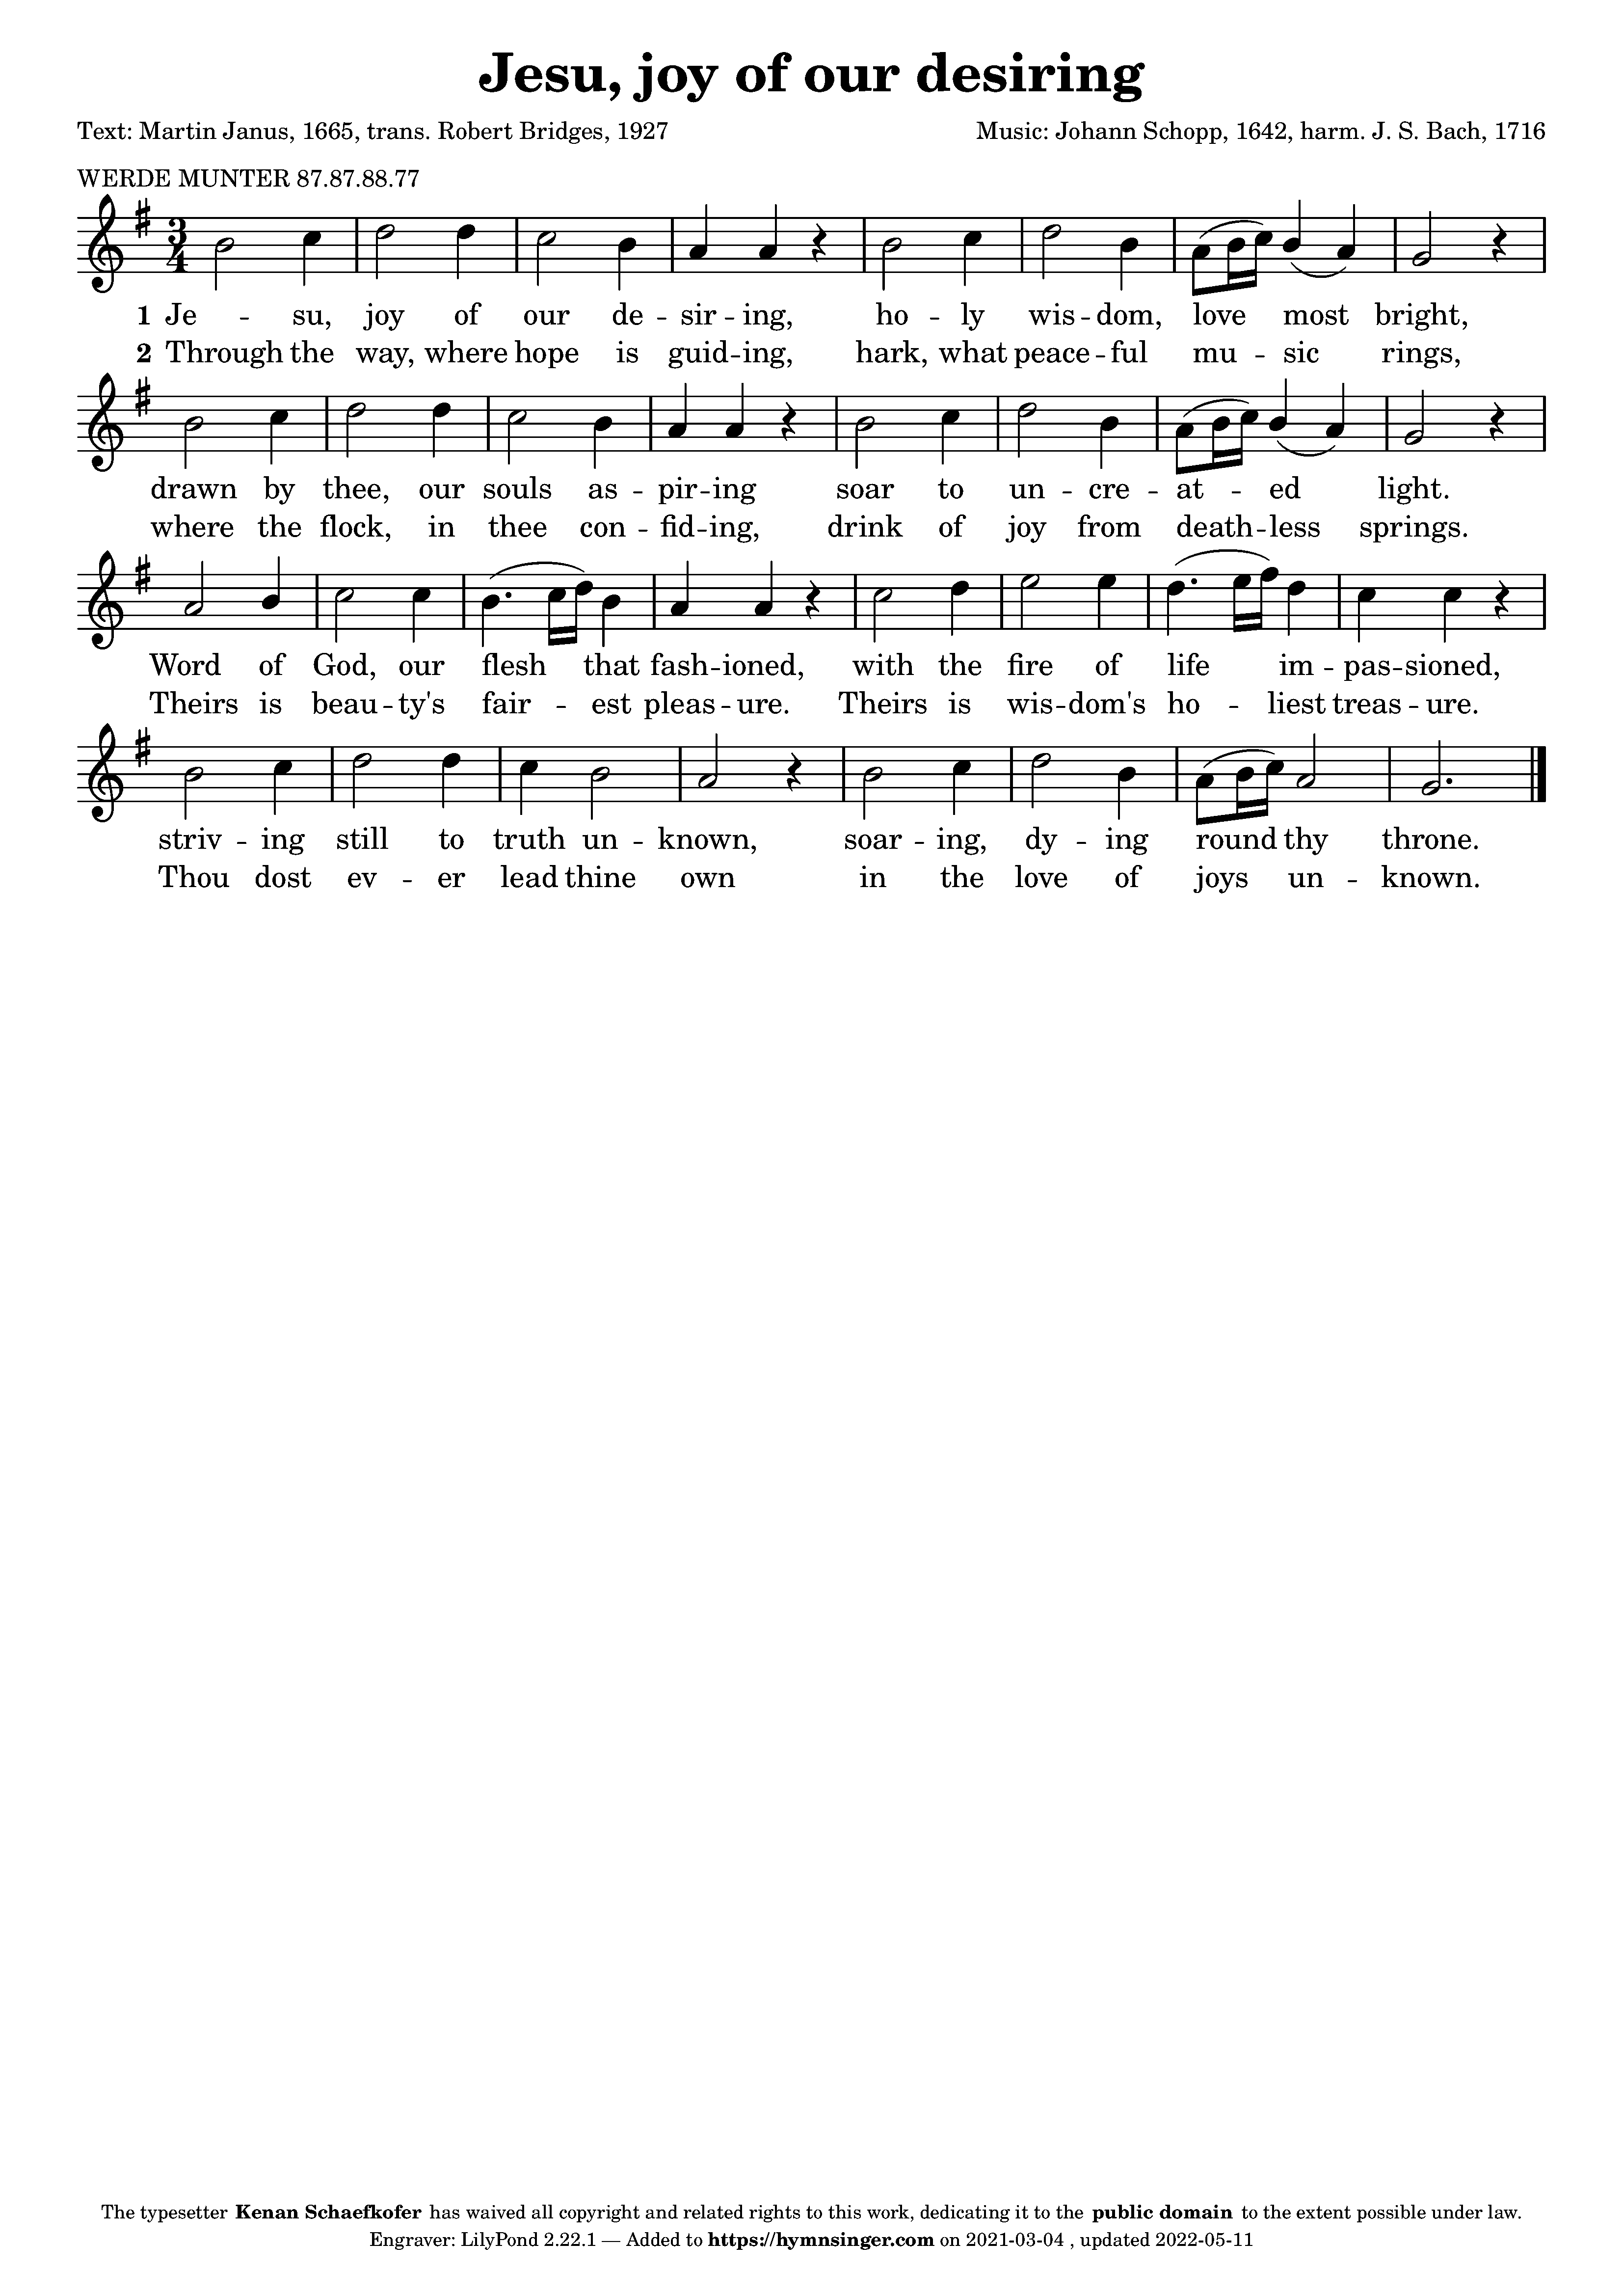 Jesu, joy of our desiring
Text: Martin Janus, 1665, trans. Robert Bridges, 1927
Music: Johann Schopp, 1642, harm. J. S. Bach, 1716
WERDE MUNTER 87.87.88.77
3
4
1 Je -- su, joy of our de -- sir -- ing, ho -- ly wis -- dom, love most bright,
2 Through the way, where hope is guid -- ing, hark, what peace -- ful mu -- sic rings,
drawn by thee, our souls as -- pir -- ing soar to un -- cre -- at -- ed light.
where the flock, in thee con -- fid -- ing, drink of joy from death -- less springs.
Word of God, our flesh that fash -- ioned, with the fire of life im -- pas -- sioned,
Theirs is beau -- ty's fair -- est pleas -- ure. Theirs is wis -- dom's ho -- liest treas -- ure.
striv -- ing still to truth un -- known, soar -- ing, dy -- ing round thy throne.
Thou dost ev -- er lead thine own in the love of joys un -- known.
The typesetter Kenan Schaefkofer has waived all copyright and related rights to this work, dedicating it to the public domain to the extent possible under law.
Engraver: LilyPond 2.22.1 — Added to https://hymnsinger.com on 2021-03-04 , updated 2022-05-11